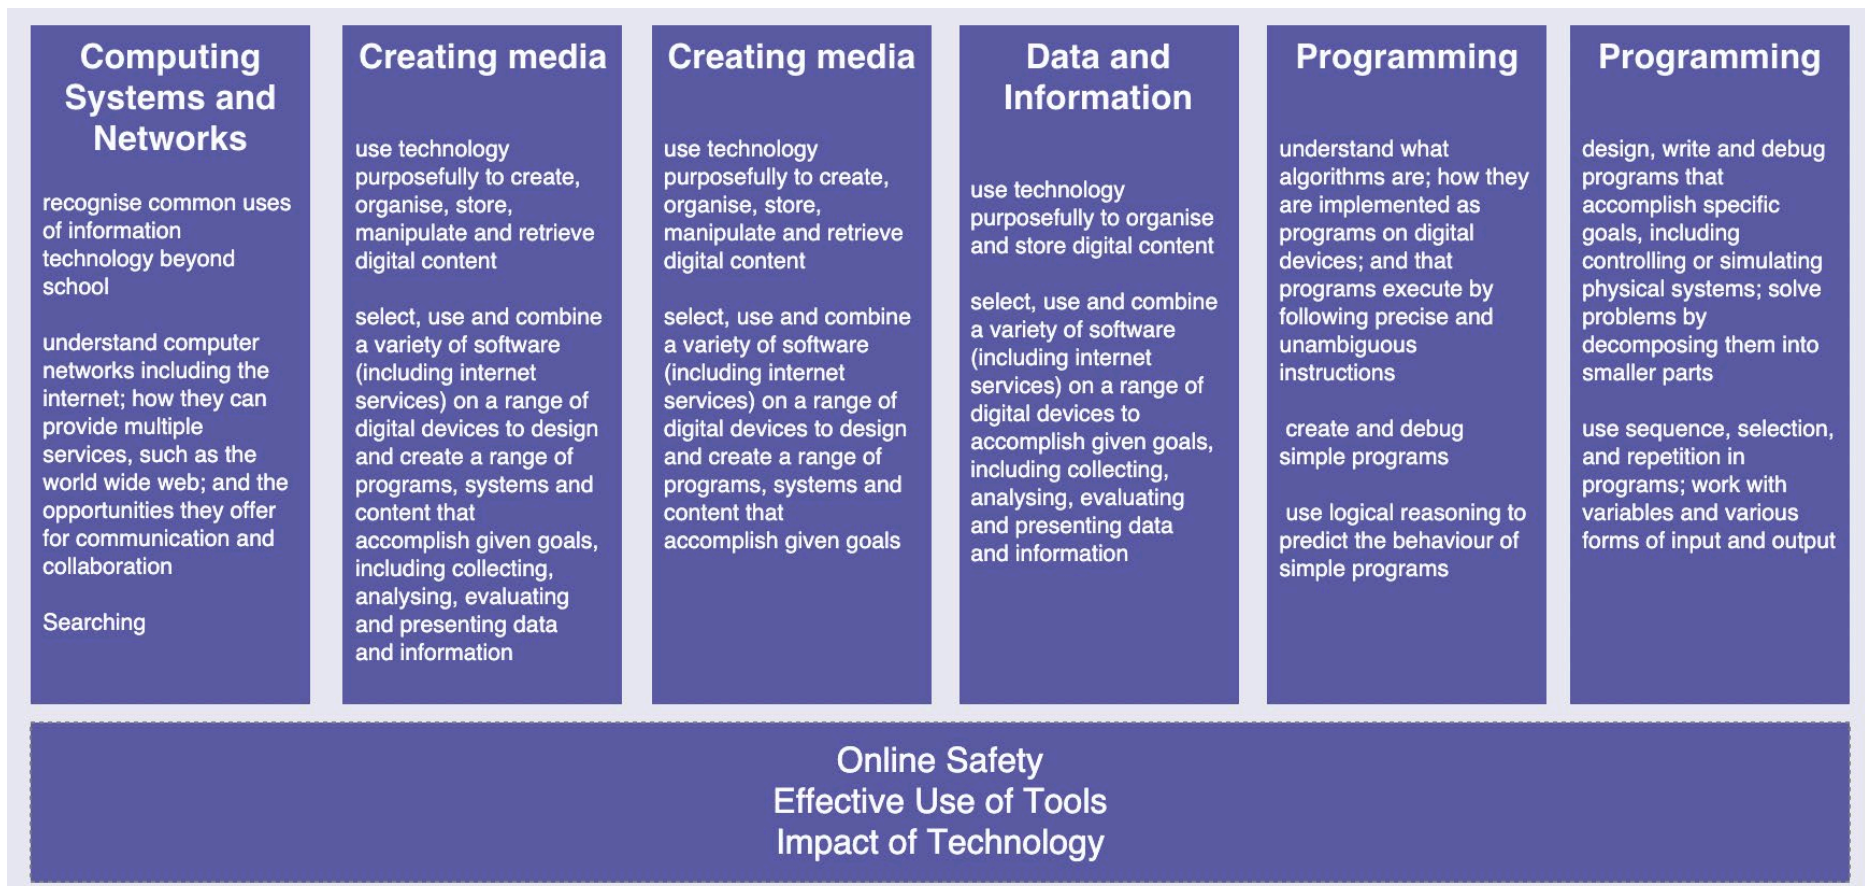 Computing
Systems and
Networks
recognise common uses
of information
technology beyond
school
understand computer
networks including the
internet; how they can
provide multiple
services, such as the
world wide web; and the
opportunities they offer
for communication and
collaboration
Searching
Creating media
use technology
purposefully to create,
organise, store,
manipulate and retrieve
digital content
select, use and combine
a variety of software
(including internet
services) on a range of
digital devices to design
and create a range of
programs, systems and
content that
accomplish given goals,
including collecting,
analysing, evaluating
and presenting data
and information
Creating media
use technology
purposefully to create,
organise, store,
manipulate and retrieve
digital content
select, use and combine
a variety of software
(including internet
services) on a range of
digital devices to design
and create a range of
programs, systems and
content that
accomplish given goals
Data and
Information
use technology
purposefully to organise
and store digital content
select, use and combine
a variety of software
(including internet
services) on a range of
digital devices to
accomplish given goals,
including collecting,
analysing, evaluating
and presenting data
and information
Programming
understand what
algorithms are; how they
are implemented as
programs on digital
devices; and that
programs execute by
following precise and
unambiguous
instructions
create and debug
simple programs
use logical reasoning to
predict the behaviour of
simple programs
Programming
design, write and debug
programs that
accomplish specific
goals, including
controlling or simulating
physical systems; solve
problems by
decomposing them into
smaller parts
use sequence, selection,
and repetition in
programs; work with
variables and various
forms of input and output
Online Safety
Effective Use of Tools
Impact of Technology